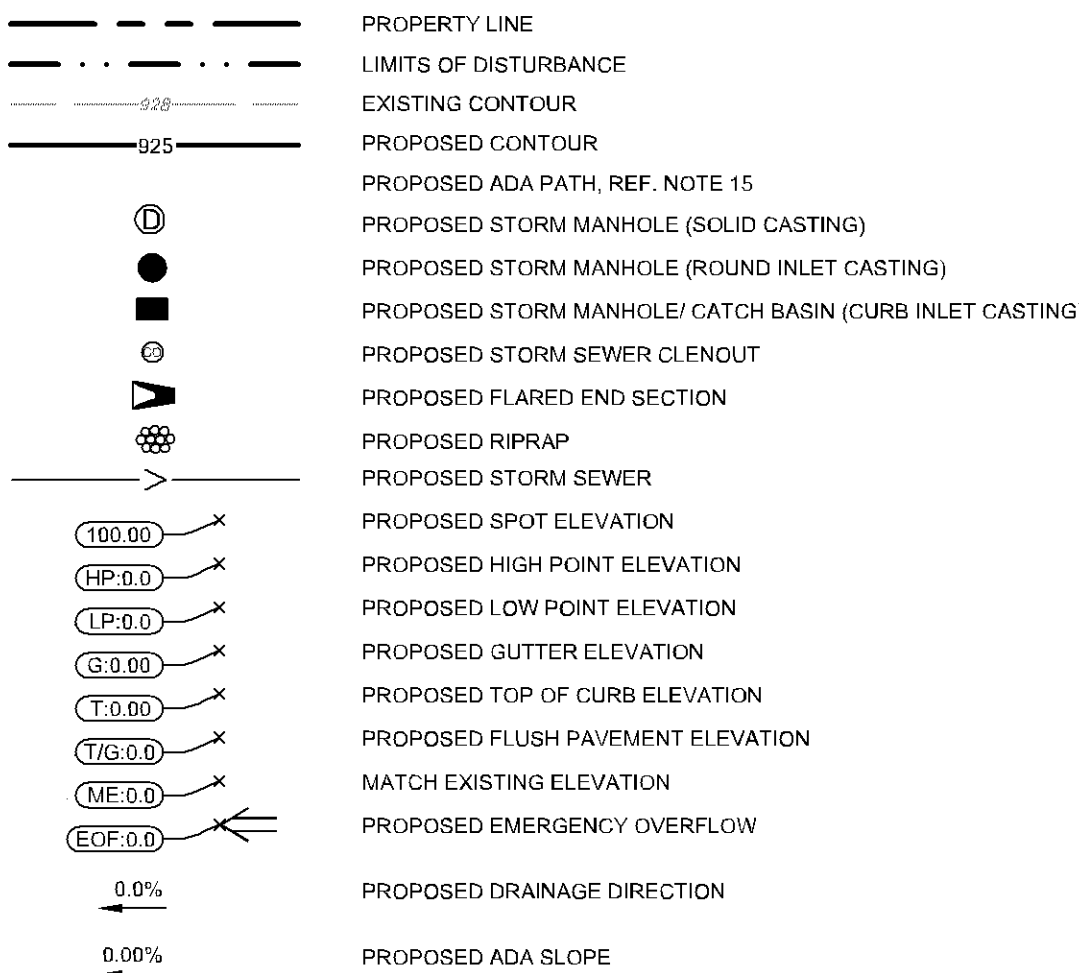 PROPERTY LINE
LIMITS OF DISTURBANCE
928 EXISTING CONTOUR
925 PROPOSED CONTOUR
PROPOSED ADA PATH, REF. NOTE 15
D PROPOSED STORM MANHOLE (SOLID CASTING)
PROPOSED STORM MANHOLE (ROUND INLET CASTING)
PROPOSED STORM MANHOLE/ CATCH BASIN (CURB INLET CASTING
CO PROPOSED STORM SEWER CLENOUT
PROPOSED FLARED END SECTION
PROPOSED RIPRAP
PROPOSED STORM SEWER
100.00 PROPOSED SPOT ELEVATION
HP:0.0 PROPOSED HIGH POINT ELEVATION
LP:0.0 PROPOSED LOW POINT ELEVATION
G:0.00 PROPOSED GUTTER ELEVATION
T:0.00 PROPOSED TOP OF CURB ELEVATION
T/G:0.0 PROPOSED FLUSH PAVEMENT ELEVATION
ME:0.0 MATCH EXISTING ELEVATION
EOF:0.0 PROPOSED EMERGENCY OVERFLOW
0.0% PROPOSED DRAINAGE DIRECTION
0.00% PROPOSED ADA SLOPE